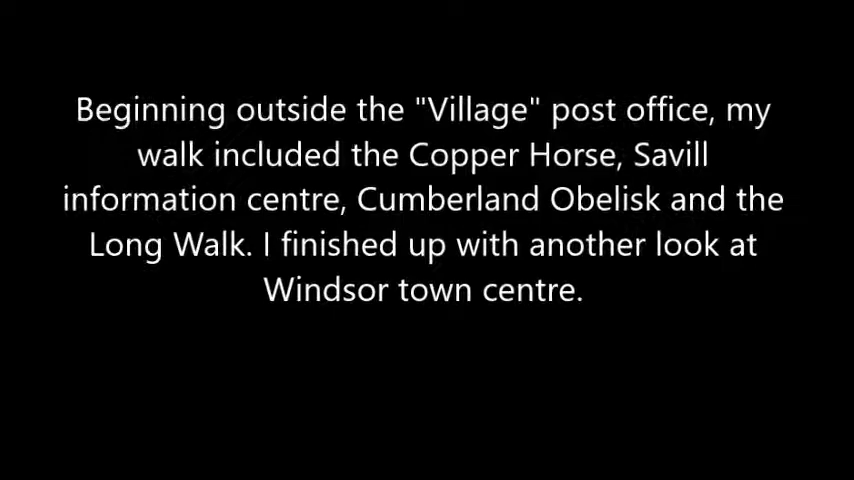 Beginning outside the "Village" post office, my
walk included the Copper Horse, Savill
information centre, Cumberland Obelisk and the
Long Walk. I finished up with another look at
Windsor town centre.